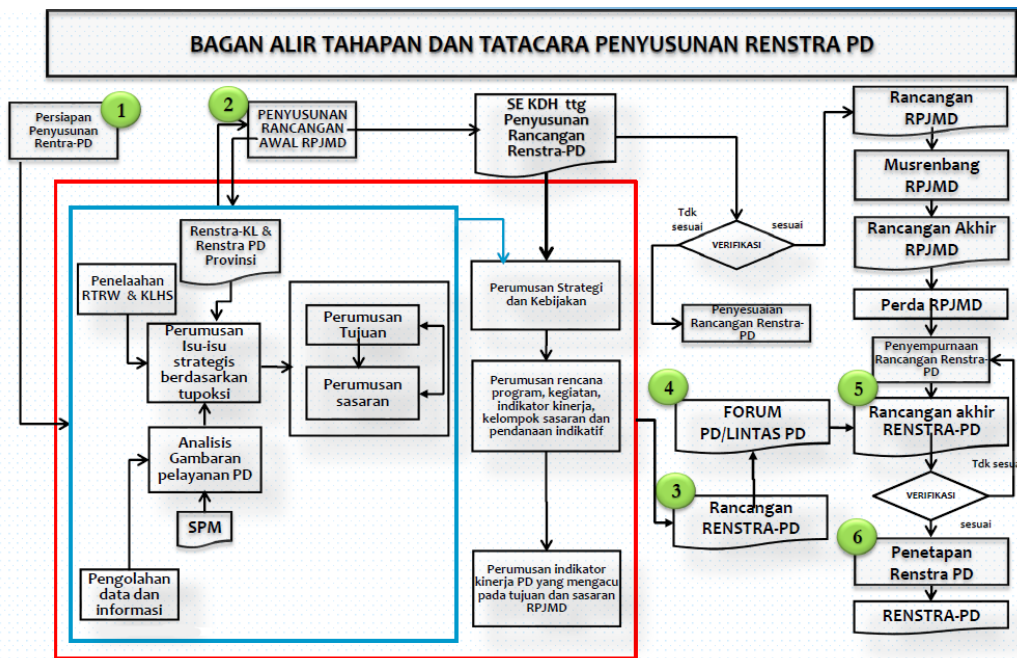 BAGAN ALIR TAHAPAN DAN TATACARA PENYUSUNAN RENSTRA PD
1
Persiapan
Penyusunan
Rentra-PD
2
PENYUSUNAN
RANCANGAN
AWAL RPJMD
SE KDH ttg
Penyusunan
Rancangan
Renstra-PD
Rancangan
RPJMD
Musrenbang
RPJMD
Rancangan Akhir
RPJMD
Perda RPJMD
Penyempurnaan
Rancangan Renstra-
PD
Tdk
sesuai
sesuai
VERIFIKASI
Penyesuaian
Rancangan Renstra-
PD
Renstra-KL &
Renstra PD
Provinsi
Penelaahan
RTRW & KLHS
Perumusan
Isu-isu
strategis
berdasarkan
tupoksi
Perumusan
Tujuan
Perumusan
sasaran
Analisis
Gambaran
pelayanan PD
SPM
Pengolahan
data dan
informasi
Perumusan Strategi
dan Kebijakan
Perumusan rencana
program, kegiatan,
indikator kinerja,
kelompok sasaran dan
pendanaan indikatif
Perumusan indikator
kinerja PD yang mengacu
pada tujuan dan sasaran
RPJMD
3
Rancangan
RENSTRA-PD
4
FORUM
PD/LINTAS PD
5
Rancangan akhir
RENSTRA-PD
Tdk sesua
VERIFIKASI
sesuai
6
Penetapan
Renstra PD
RENSTRA-PD